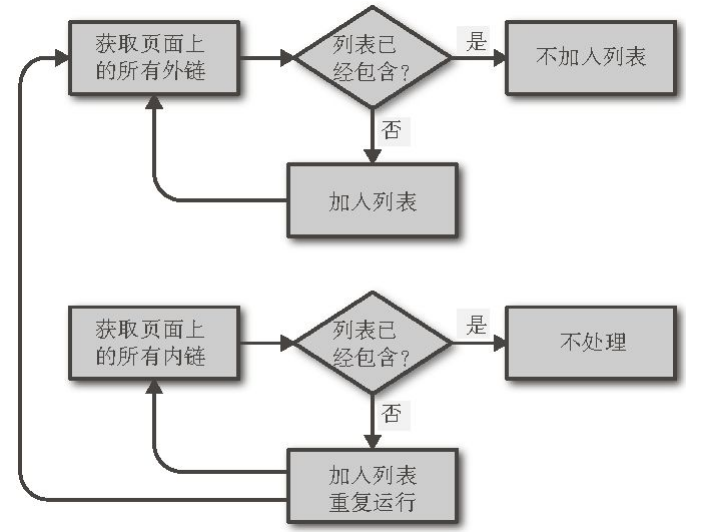 获取页面上
的所有外链
列表已
经包含？
是
不加入列表
否
加入列表
获取页面上
的所有内链
列表已
经包含？
是
不处理
否
加入列表
重复运行